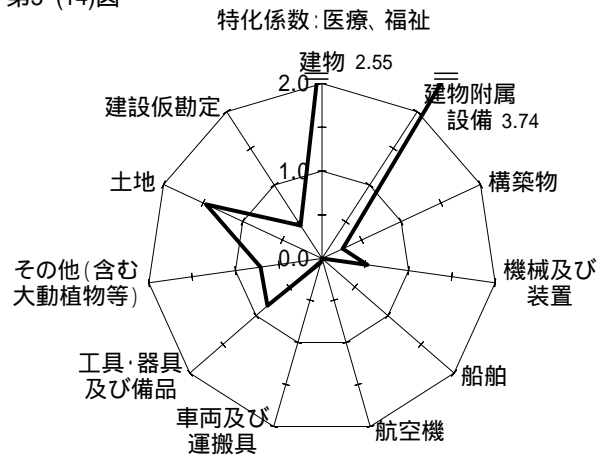 第3-(14)図
特化係数:医療、福祉
建物 2.55
2.0
建物附属
設備 3.74
建設仮勘定
土地
1.0
構築物
0.0
その他(含む
大動植物等)
機械及び
装置
工具・器具
及び備品
船舶
車両及び
運搬具
航空機